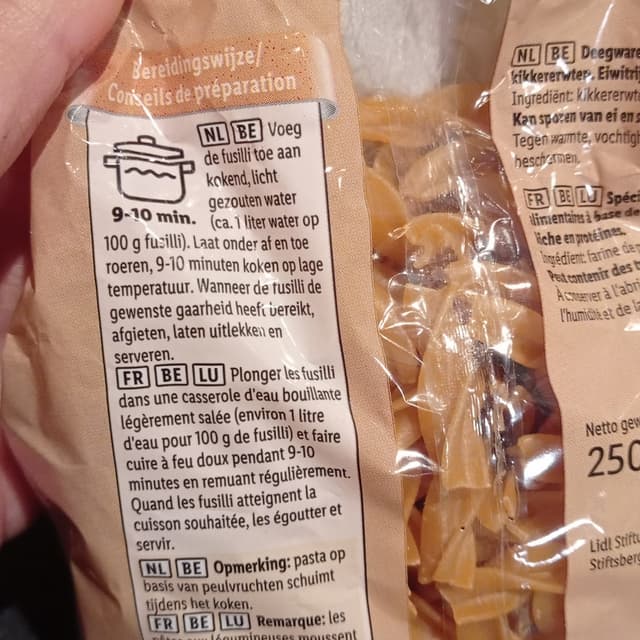 Bereidingswijze/
Conseils de préparation
NL BE Voeg
de fusilli toe aan
kokend, licht
gezouten water
9-10 min. (ca. 1 liter water op
100 g fusilli). Laat onder af en toe
roeren, 9-10 minuten koken op lage
temperatuur. Wanneer de fusilli de
gewenste gaarheid heeft bereikt,
afgieten, laten uitlekken en
serveren.
FR BE LU Plonger les fusilli
dans une casserole d'eau bouillante
légèrement salée (environ 1 litre
d'eau pour 100 g de fusilli) et faire
cuire à feu doux pendant 9-10
minutes en remuant régulièrement.
Quand les fusilli atteignent la
cuisson souhaitée, les égoutter et
servir.
NL BE Opmerking: pasta op
basis van peulvruchten schuimt
tijdens het koken.
FR BE LU Remarque: les
légumineuses moussent
NL BE Deegware
kikkererwten. Eiwitrij
Ingrediënt: kikkererwt
Kan sporen van ei en s
Tegen warmte, vochtigh
beschermen.
FR BE LU Spéci
alimentaires à base de
riche en protéines.
Ingrédient: farine de
Peut contenir des
À conserver à l'abri
l'humidité et de la
Netto gew
250
Lidl Stiftu
Stiftsberg